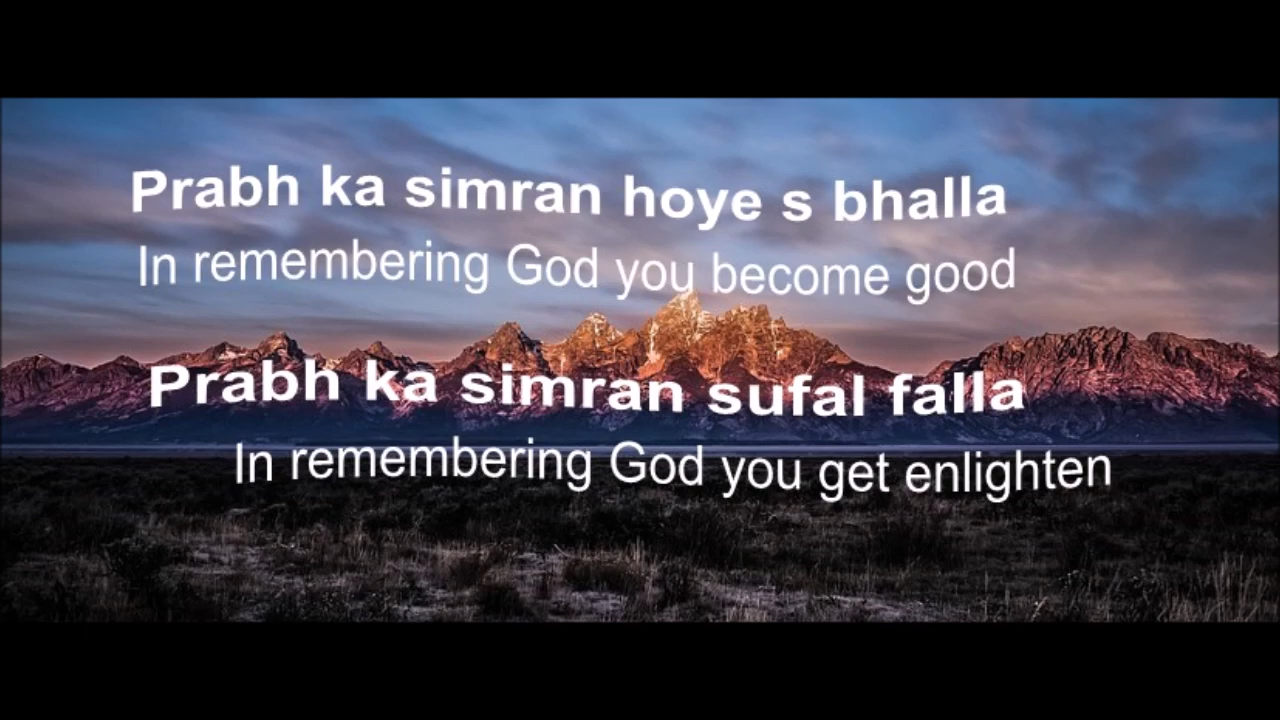 Prabh ka simran hoye s bhalla
In remembering God you become good
Prabh ka simran sufal falla
In remembering God you get enlighten